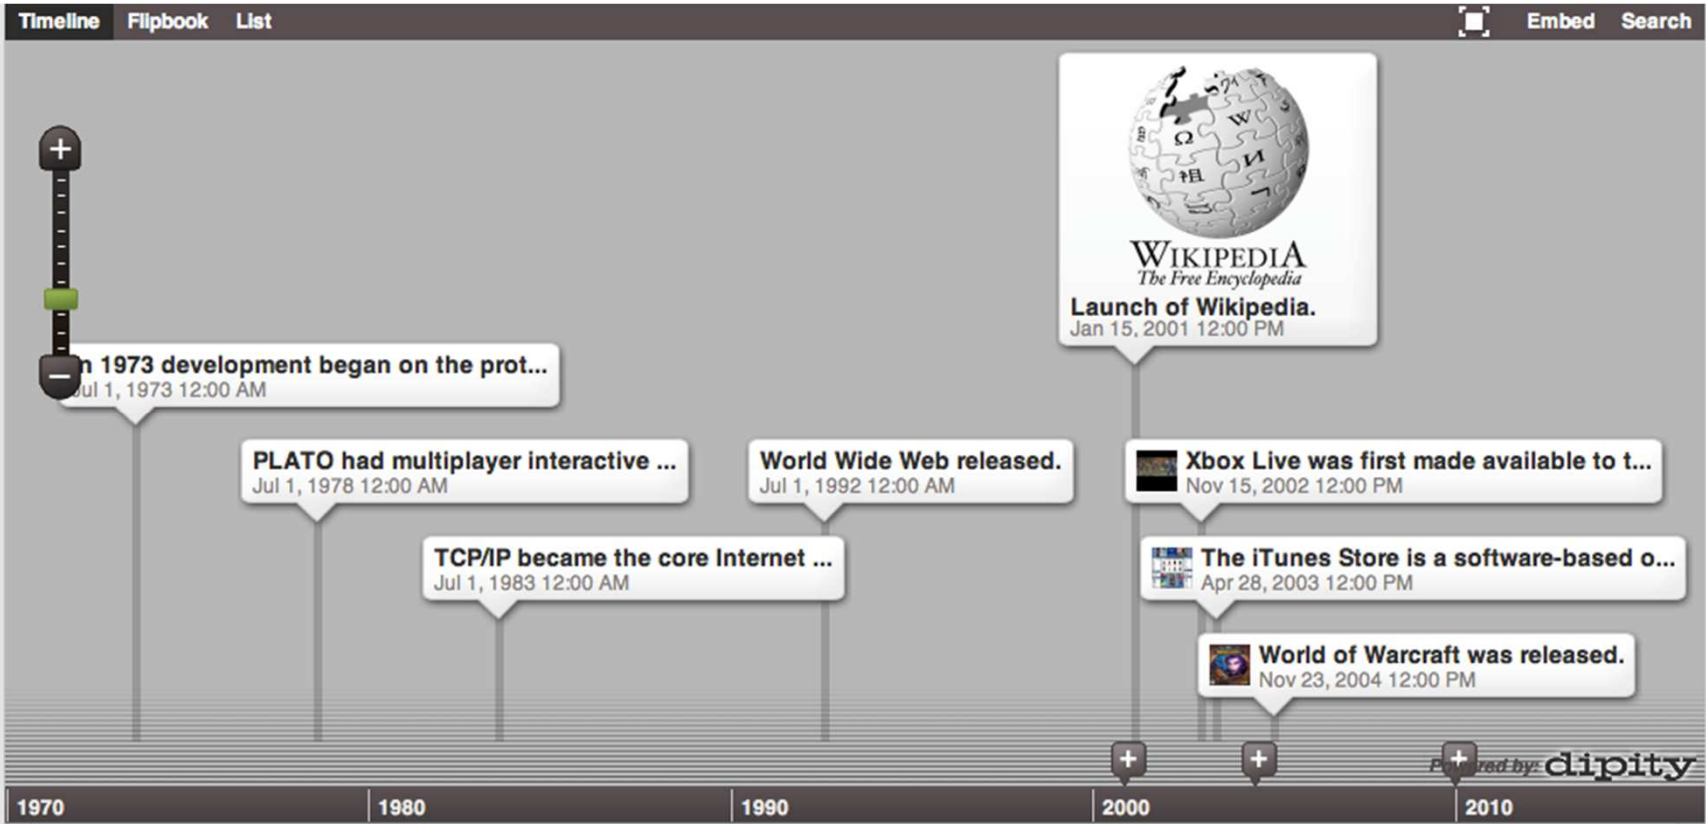 Timeline Flipbook List Embed Search
WIKIPEDIA
The Free Encyclopedia
Launch of Wikipedia.
Jan 15, 2001 12:00 PM
n 1973 development began on the prot...
Jul 1, 1973 12:00 AM
PLATO had multiplayer interactive ...
Jul 1, 1978 12:00 AM
World Wide Web released.
Jul 1, 1992 12:00 AM
Xbox Live was first made available to t...
Nov 15, 2002 12:00 PM
TCP/IP became the core Internet ...
Jul 1, 1983 12:00 AM
The iTunes Store is a software-based o...
Apr 28, 2003 12:00 PM
World of Warcraft was released.
Nov 23, 2004 12:00 PM
Powered by: dipity
1970 1980 1990 2000 2010